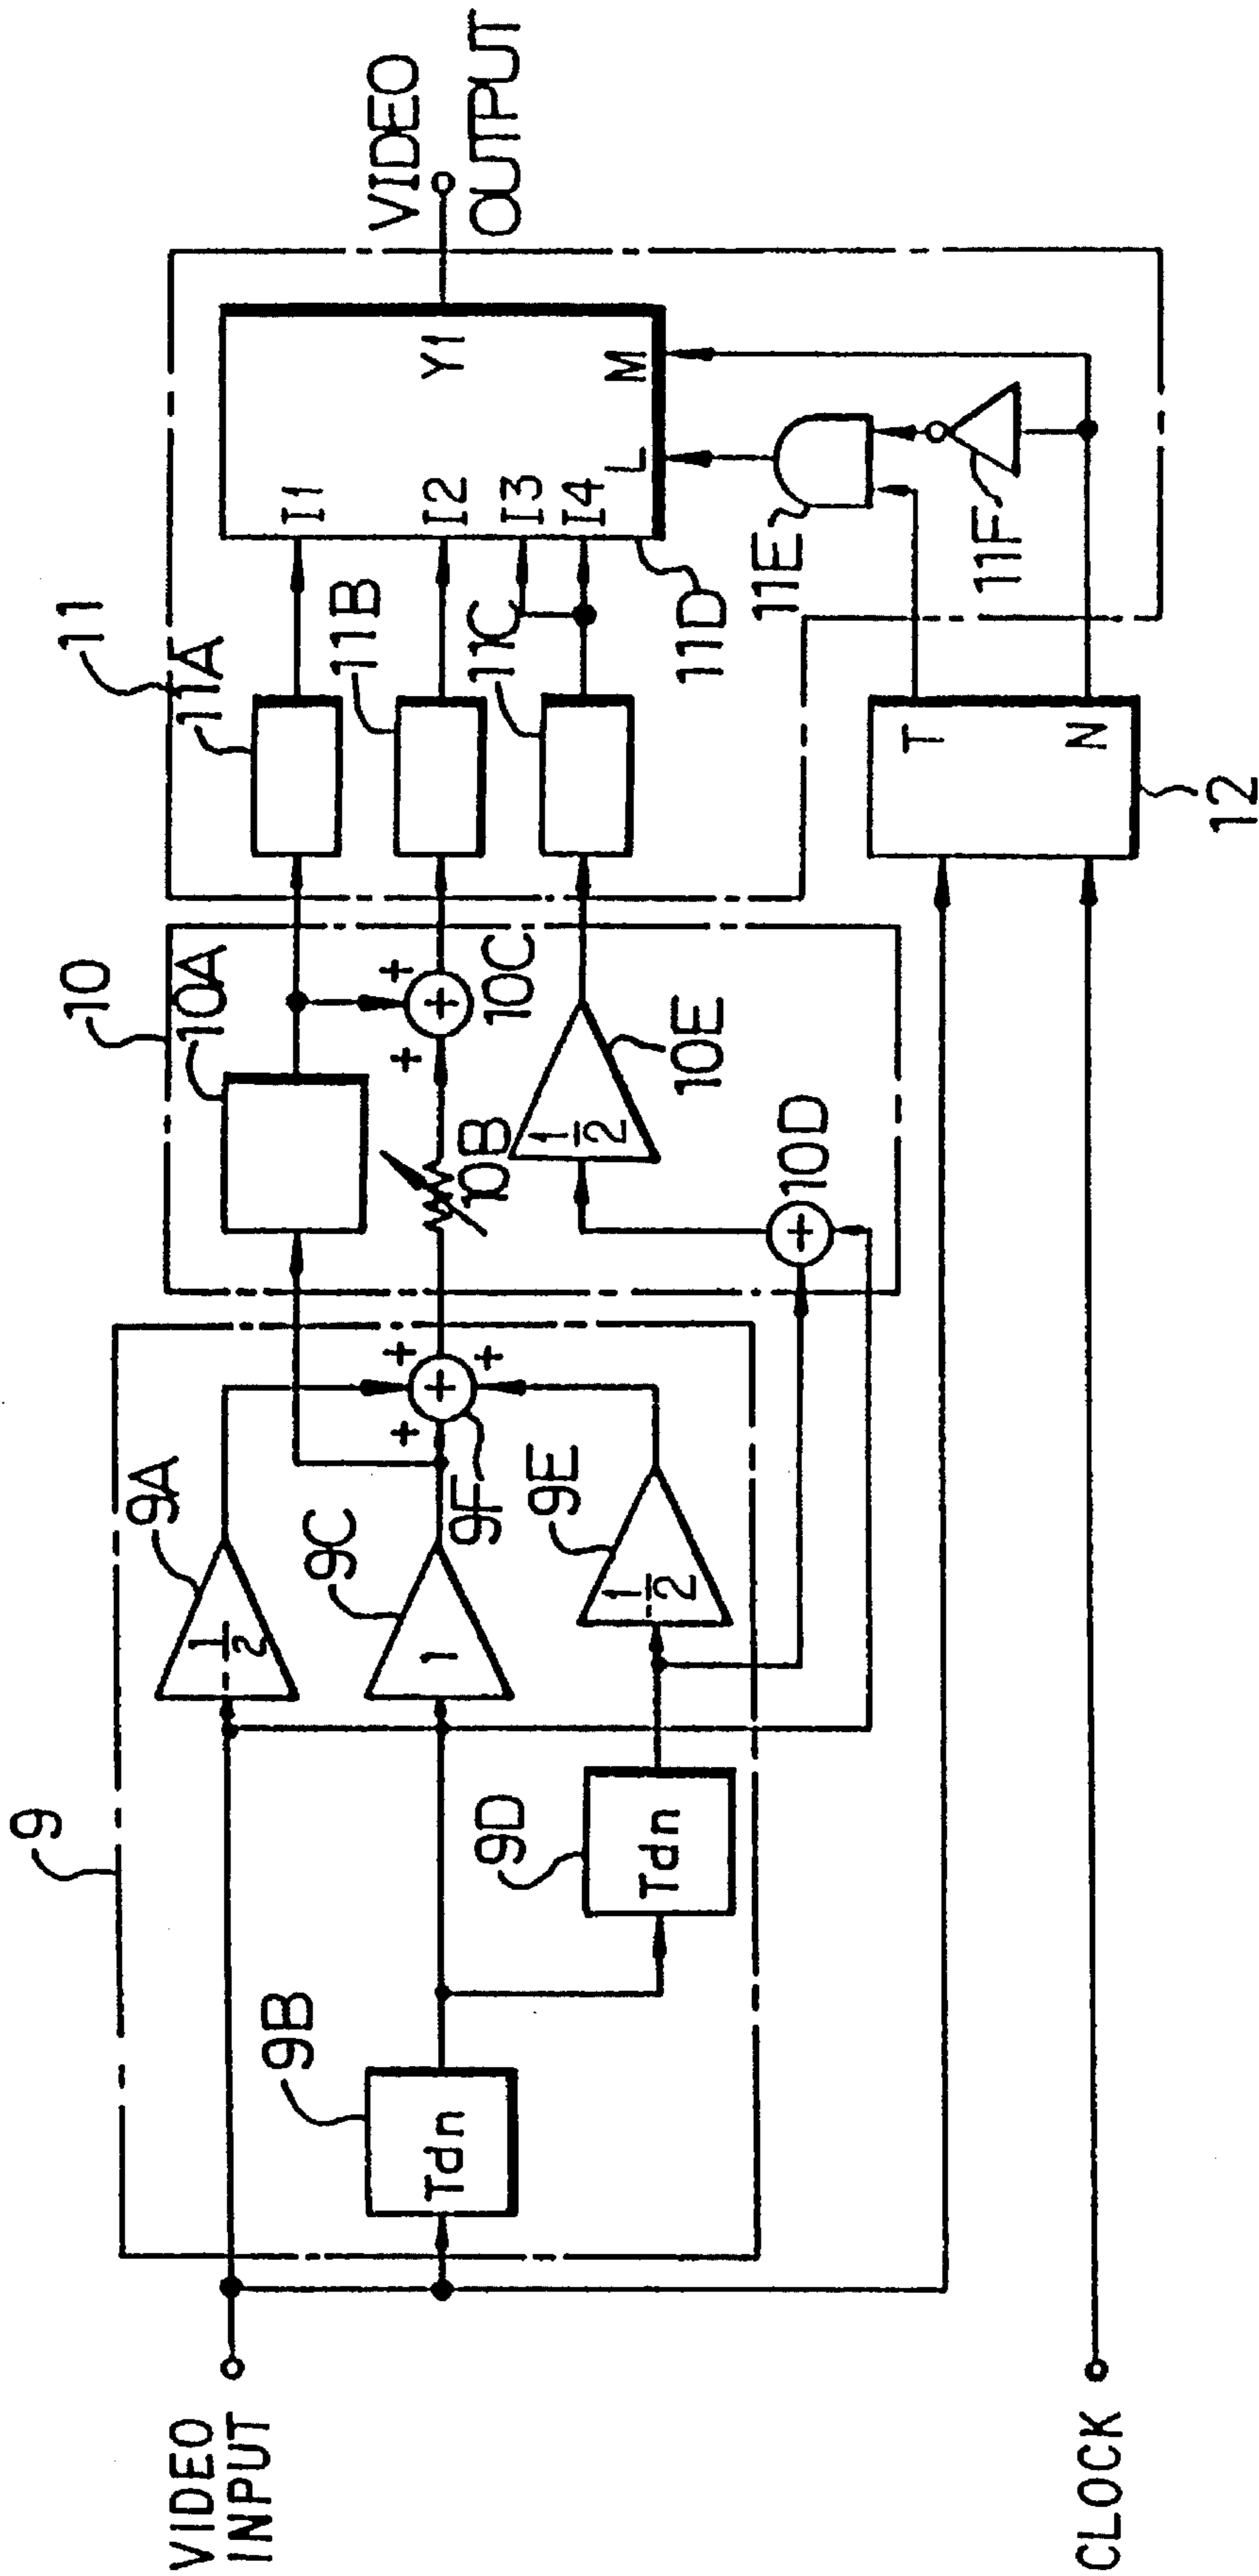 VIDEO
INPUT
CLOCK
9
9A
-1/2
9B
Tdn
9C
1
9D
Tdn
9E
-1/2
9F
+
+
+
+
10
10A
10B
10C
+
+
+
10D
+
10E
1/2
11
11A
11B
11C
11D
I1
I2
I3
I4
Y1
L
M
11E
11F
12
T
N
VIDEO
OUTPUT